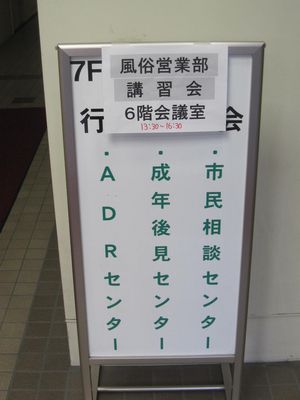 7F
風俗営業部
講習会
6階会議室
13:30～16:30
行 会
・市民相談センター
・成年後見センター
・ADRセンター